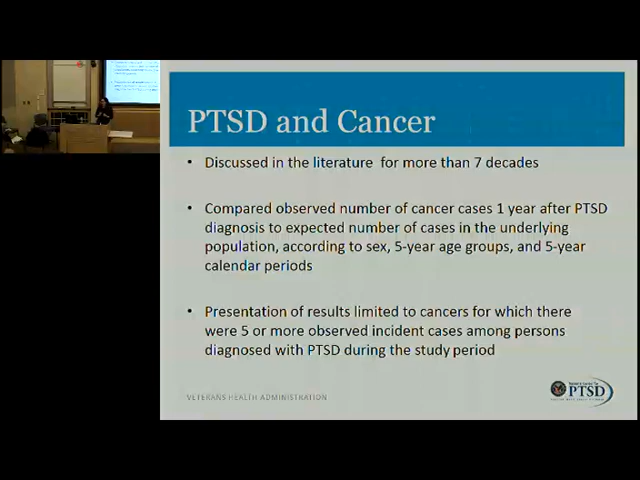 PTSD and Cancer
• Discussed in the literature for more than 7 decades
• Compared observed number of cancer cases 1 year after PTSD
diagnosis to expected number of cases in the underlying
population, according to sex, 5-year age groups, and 5-year
calendar periods
• Presentation of results limited to cancers for which there
were 5 or more observed incident cases among persons
diagnosed with PTSD during the study period
VETERANS HEALTH ADMINISTRATION
PTSD